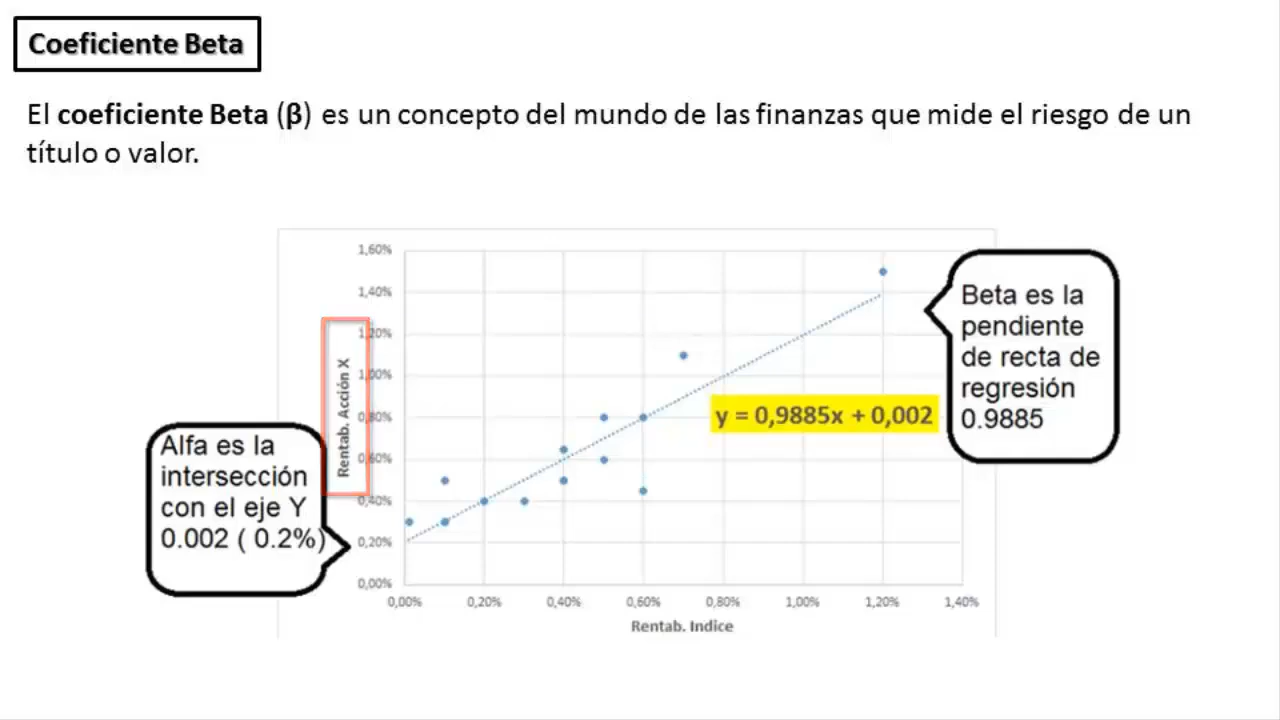 Coeficiente Beta
El coeficiente Beta (β) es un concepto del mundo de las finanzas que mide el riesgo de un
título o valor.
1,60%
1,40%
1,20%
1,00%
0,80%
0,60%
0,40%
0,20%
0,00%
Rentab. Acción X
0,00% 0,20% 0,40% 0,60% 0,80% 1,00% 1,20% 1,40%
Rentab. Indice
y = 0,9885x + 0,002
Beta es la
pendiente
de recta de
regresión
0.9885
Alfa es la
intersección
con el eje Y
0.002 ( 0.2%)